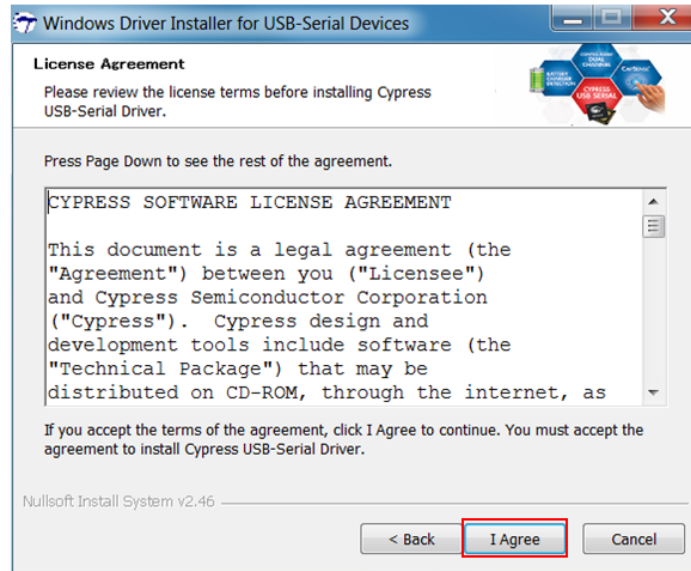 Windows Driver Installer for USB-Serial Devices
License Agreement
Please review the license terms before installing Cypress
USB-Serial Driver.
CAPSENSE
CYPRESS
USB SERIAL
Press Page Down to see the rest of the agreement.
CYPRESS SOFTWARE LICENSE AGREEMENT
This document is a legal agreement (the
"Agreement") between you ("Licensee")
and Cypress Semiconductor Corporation
("Cypress").  Cypress design and
development tools include software (the
"Technical Package") that may be
distributed on CD-ROM, through the internet, as
If you accept the terms of the agreement, click I Agree to continue. You must accept the
agreement to install Cypress USB-Serial Driver.
Nullsoft Install System v2.46
< Back
I Agree
Cancel